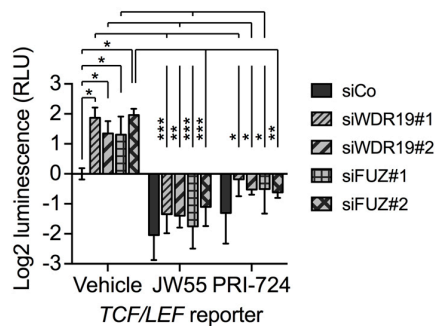 Log2 luminescence (RLU)
3
2
1
0
-1
-2
-3
*
*
*
*
***
**
***
***
*
*
*
**
Vehicle JW55 PRI-724
TCF/LEF reporter
siCo
siWDR19#1
siWDR19#2
siFUZ#1
siFUZ#2